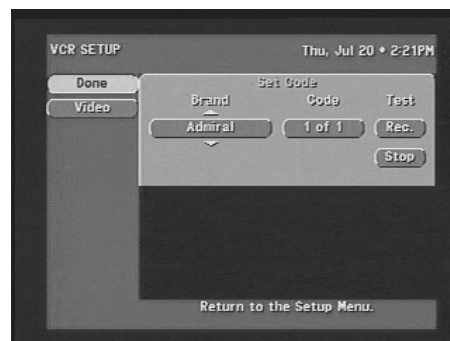 VCR SETUP Thu, Jul 20 • 2:21PM
Done
Video
Set Code
Brand Code Test
Admiral 1 of 1 Rec.
Stop
Return to the Setup Menu.